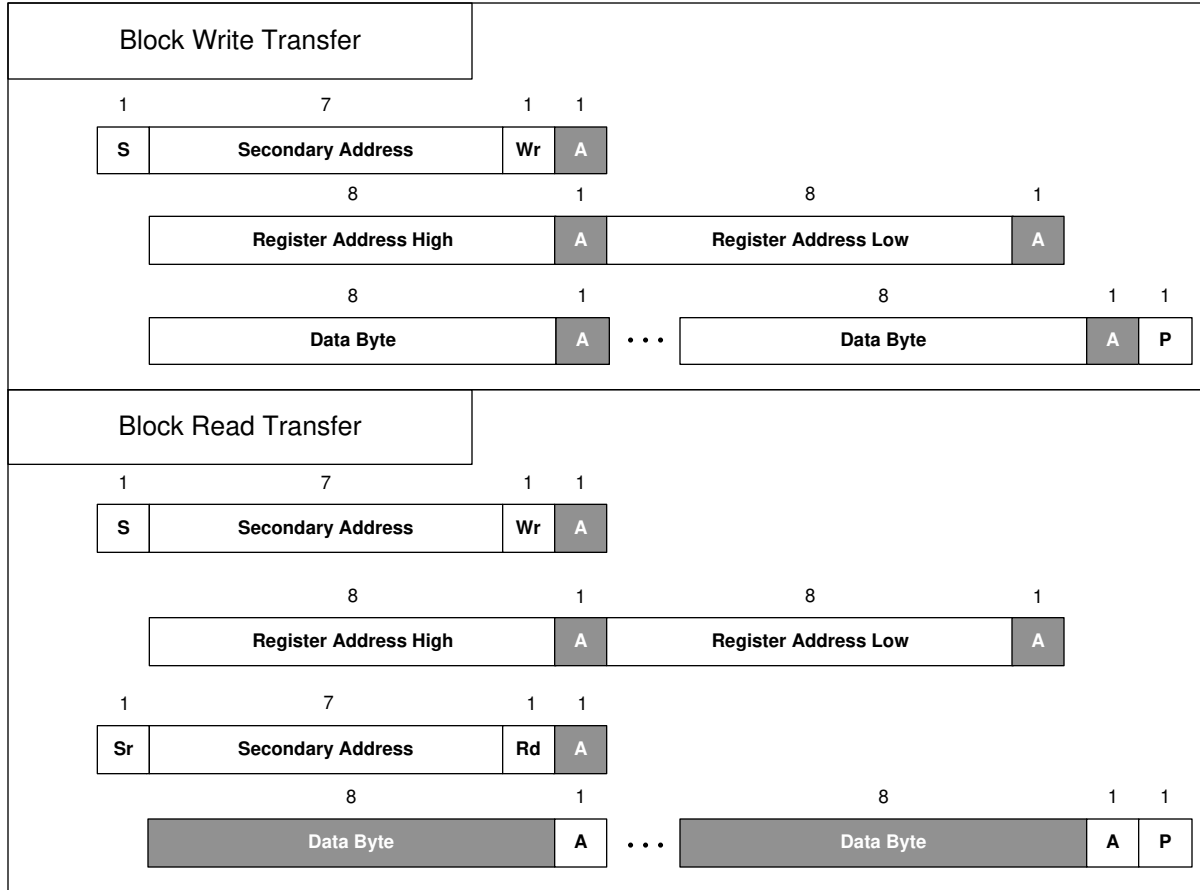 Block Write Transfer
1 7 1 1
S Secondary Address Wr A
8 1 8 1
Register Address High A Register Address Low A
8 1 8 1 1
Data Byte A • • • Data Byte A P
Block Read Transfer
1 7 1 1
S Secondary Address Wr A
8 1 8 1
Register Address High A Register Address Low A
1 7 1 1
Sr Secondary Address Rd A
8 1 8 1 1
Data Byte A • • • Data Byte A P